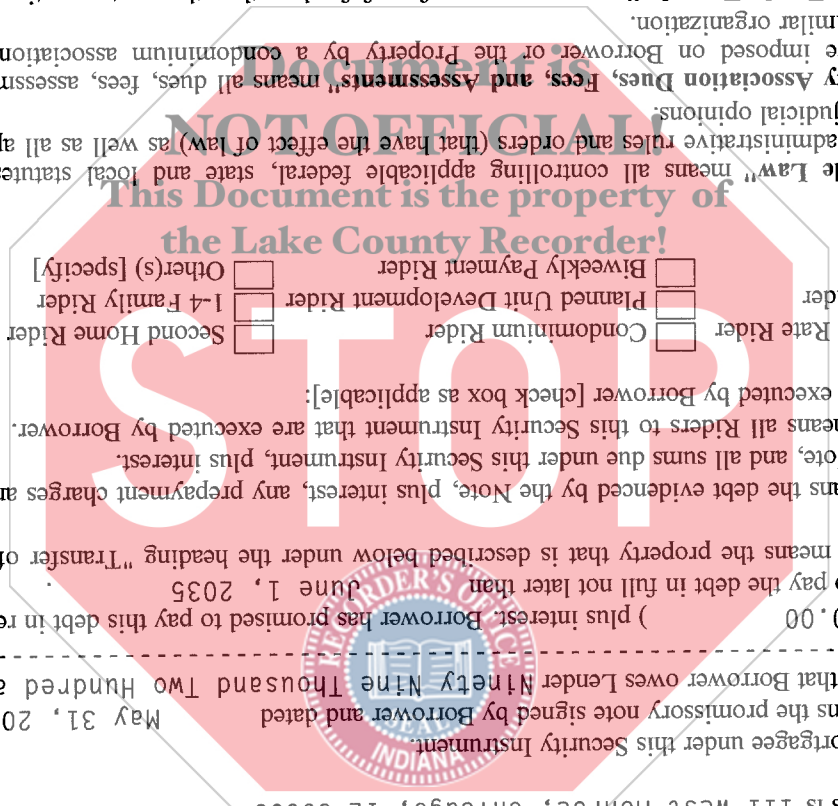 under this Security Instrument.
the promissory note signed by Borrower and dated May 31, 20
that Borrower owes Lender Ninety Nine Thousand Two Hundred a
0.00 ) plus interest. Borrower has promised to pay this debt in re
pay the debt in full not later than June 1, 2035 .
means the property that is described below under the heading "Transfer of
ans the debt evidenced by the Note, plus interest, any prepayment charges an
ote, and all sums due under this Security Instrument, plus interest.
means all Riders to this Security Instrument that are executed by Borrower.
executed by Borrower [check box as applicable]:
Rate Rider Condominium Rider Second Home Rider
der Planned Unit Development Rider 1-4 Family Rider
Biweekly Payment Rider Other(s) [specify]
le Law" means all controlling applicable federal, state and local statutes
administrative rules and orders (that have the effect of law) as well as all ap
judicial opinions.
y Association Dues, Fees, and Assessments" means all dues, fees, assessm
e imposed on Borrower or the Property by a condominium association
imilar organization.
Document is
NOT OFFICIAL!
This Document is the property of
the Lake County Recorder!
STOP
RECORDER'S OFFICE
SEAL
INDIANA